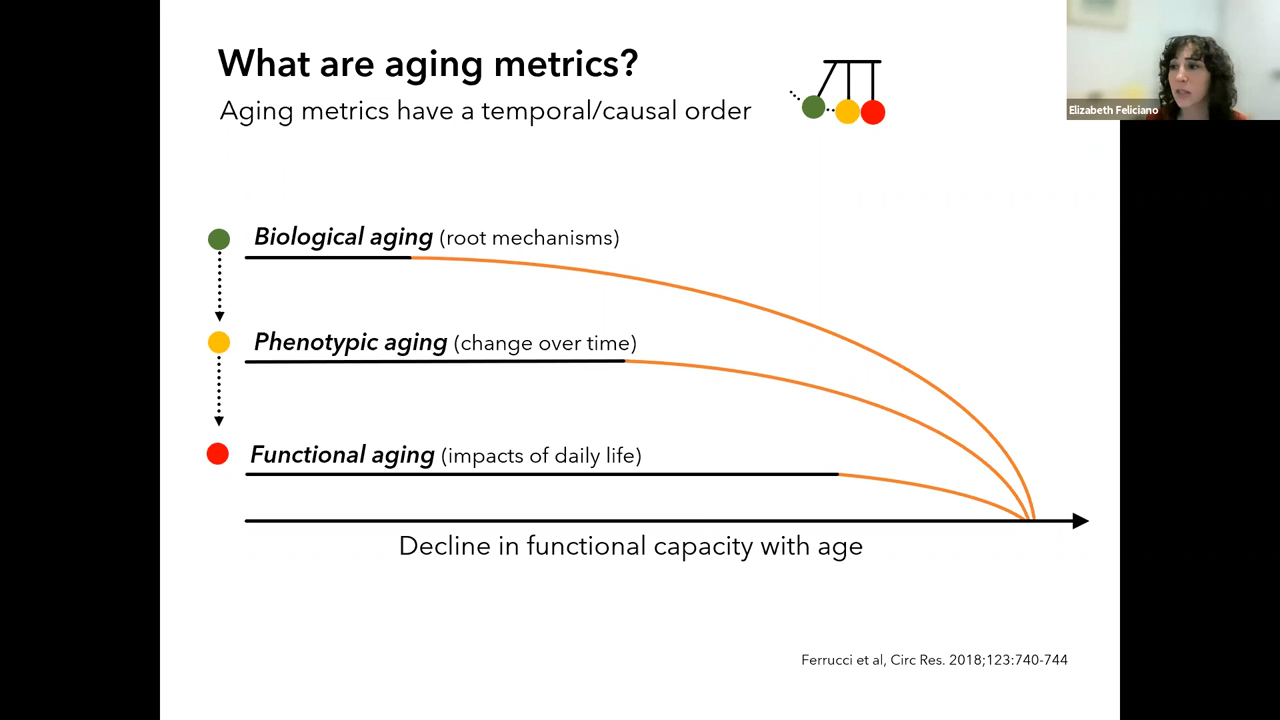 What are aging metrics?
Aging metrics have a temporal/causal order
Elizabeth Feliciano
Biological aging (root mechanisms)
Phenotypic aging (change over time)
Functional aging (impacts of daily life)
Decline in functional capacity with age
Ferrucci et al, Circ Res. 2018;123:740-744